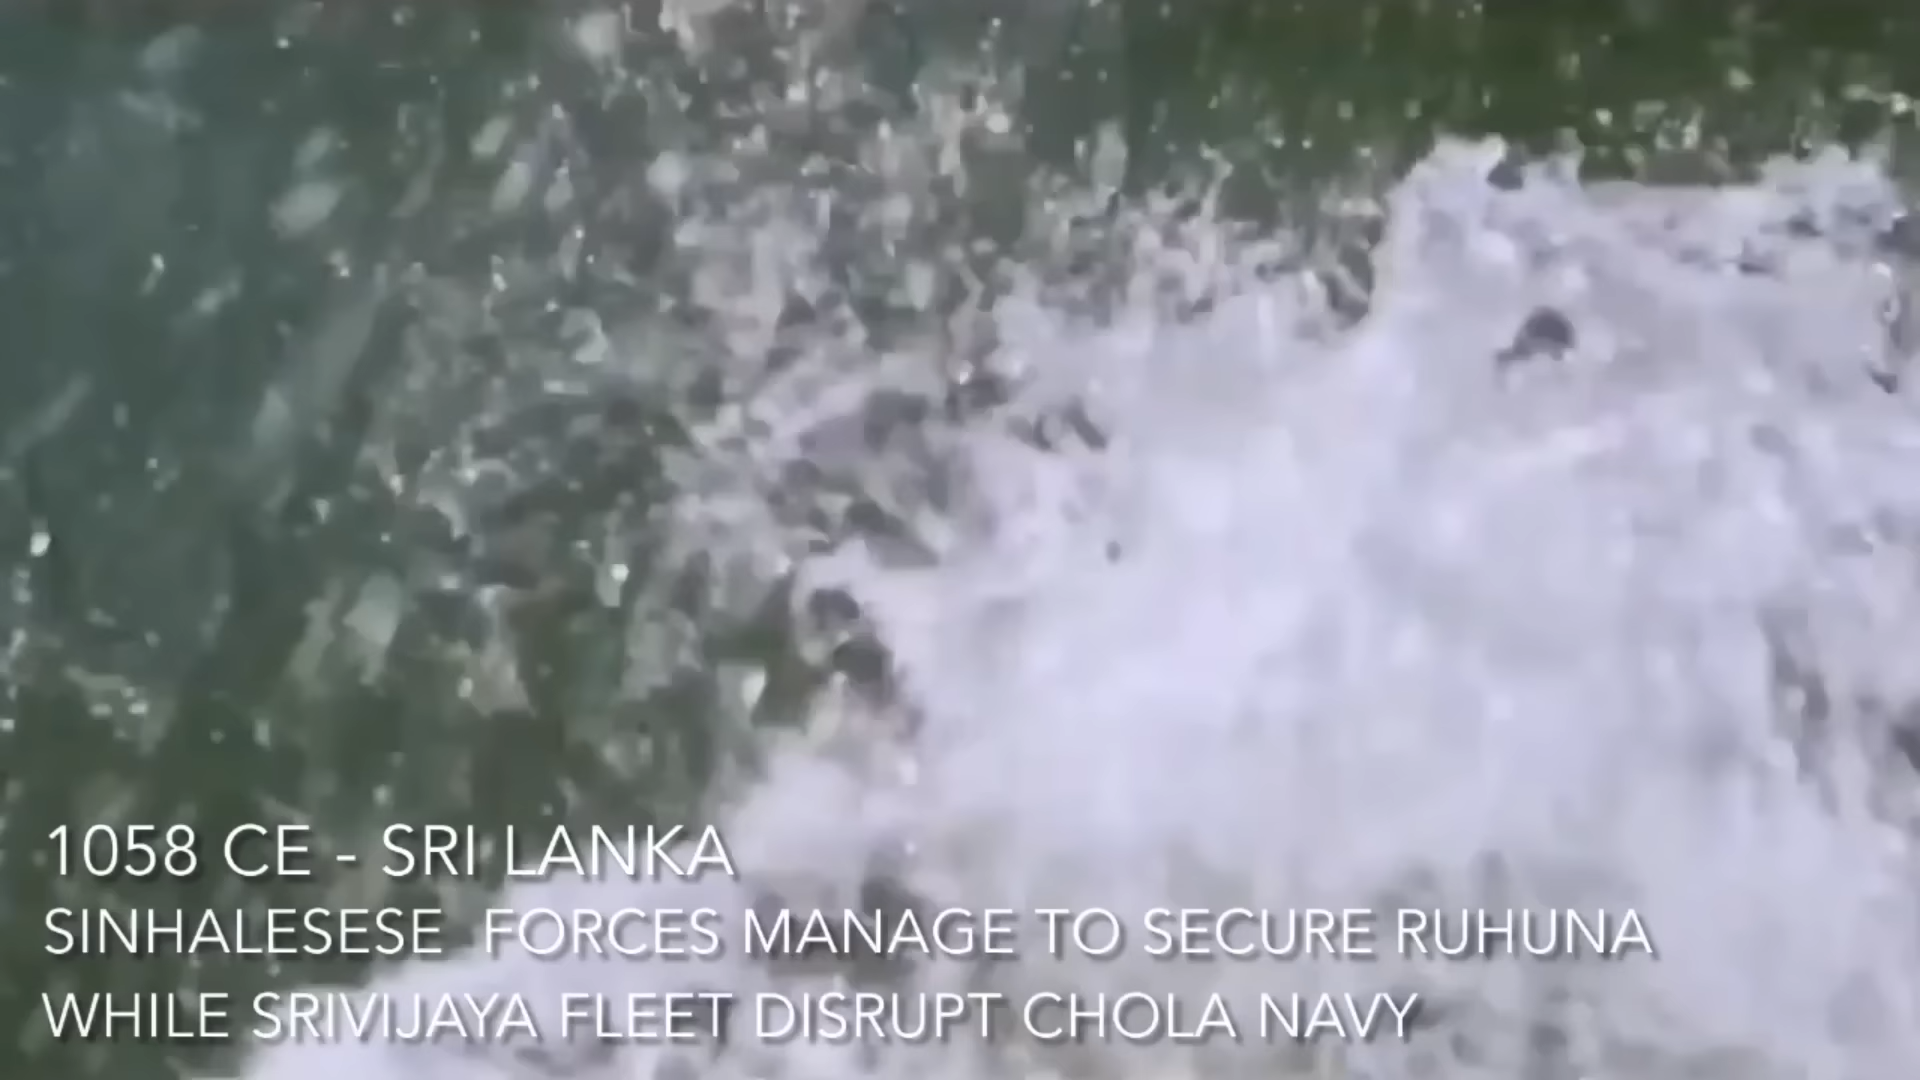 1058 CE - SRI LANKA
SINHALESESE FORCES MANAGE TO SECURE RUHUNA
WHILE SRIVIJAYA FLEET DISRUPT CHOLA NAVY